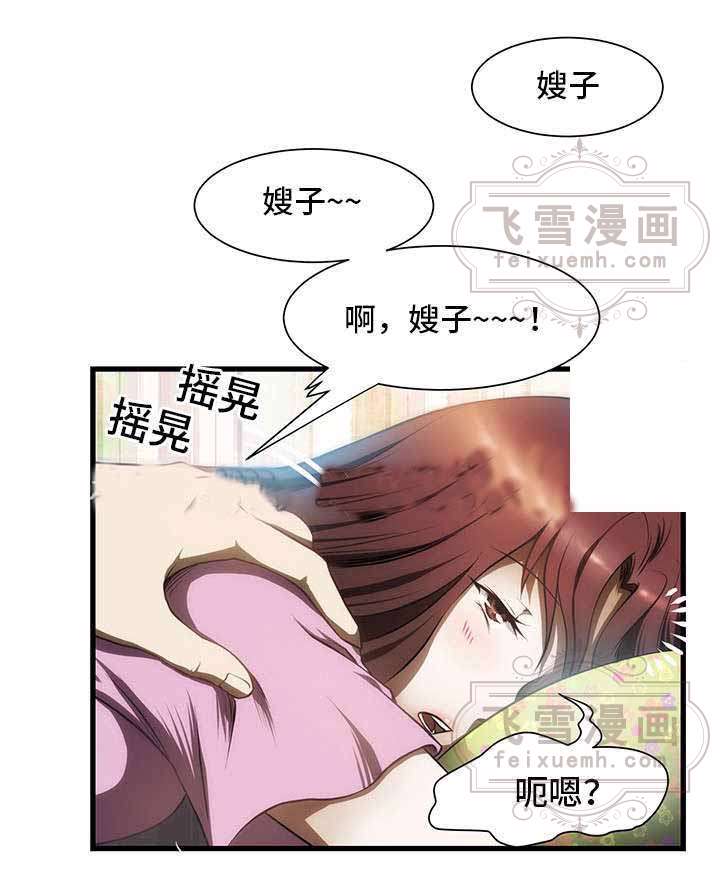 嫂子
嫂子~~
啊，嫂子~~~！
摇晃
摇晃
呃嗯？
飞雪漫画
feixuemh.com
飞雪漫画
feixuemh.com